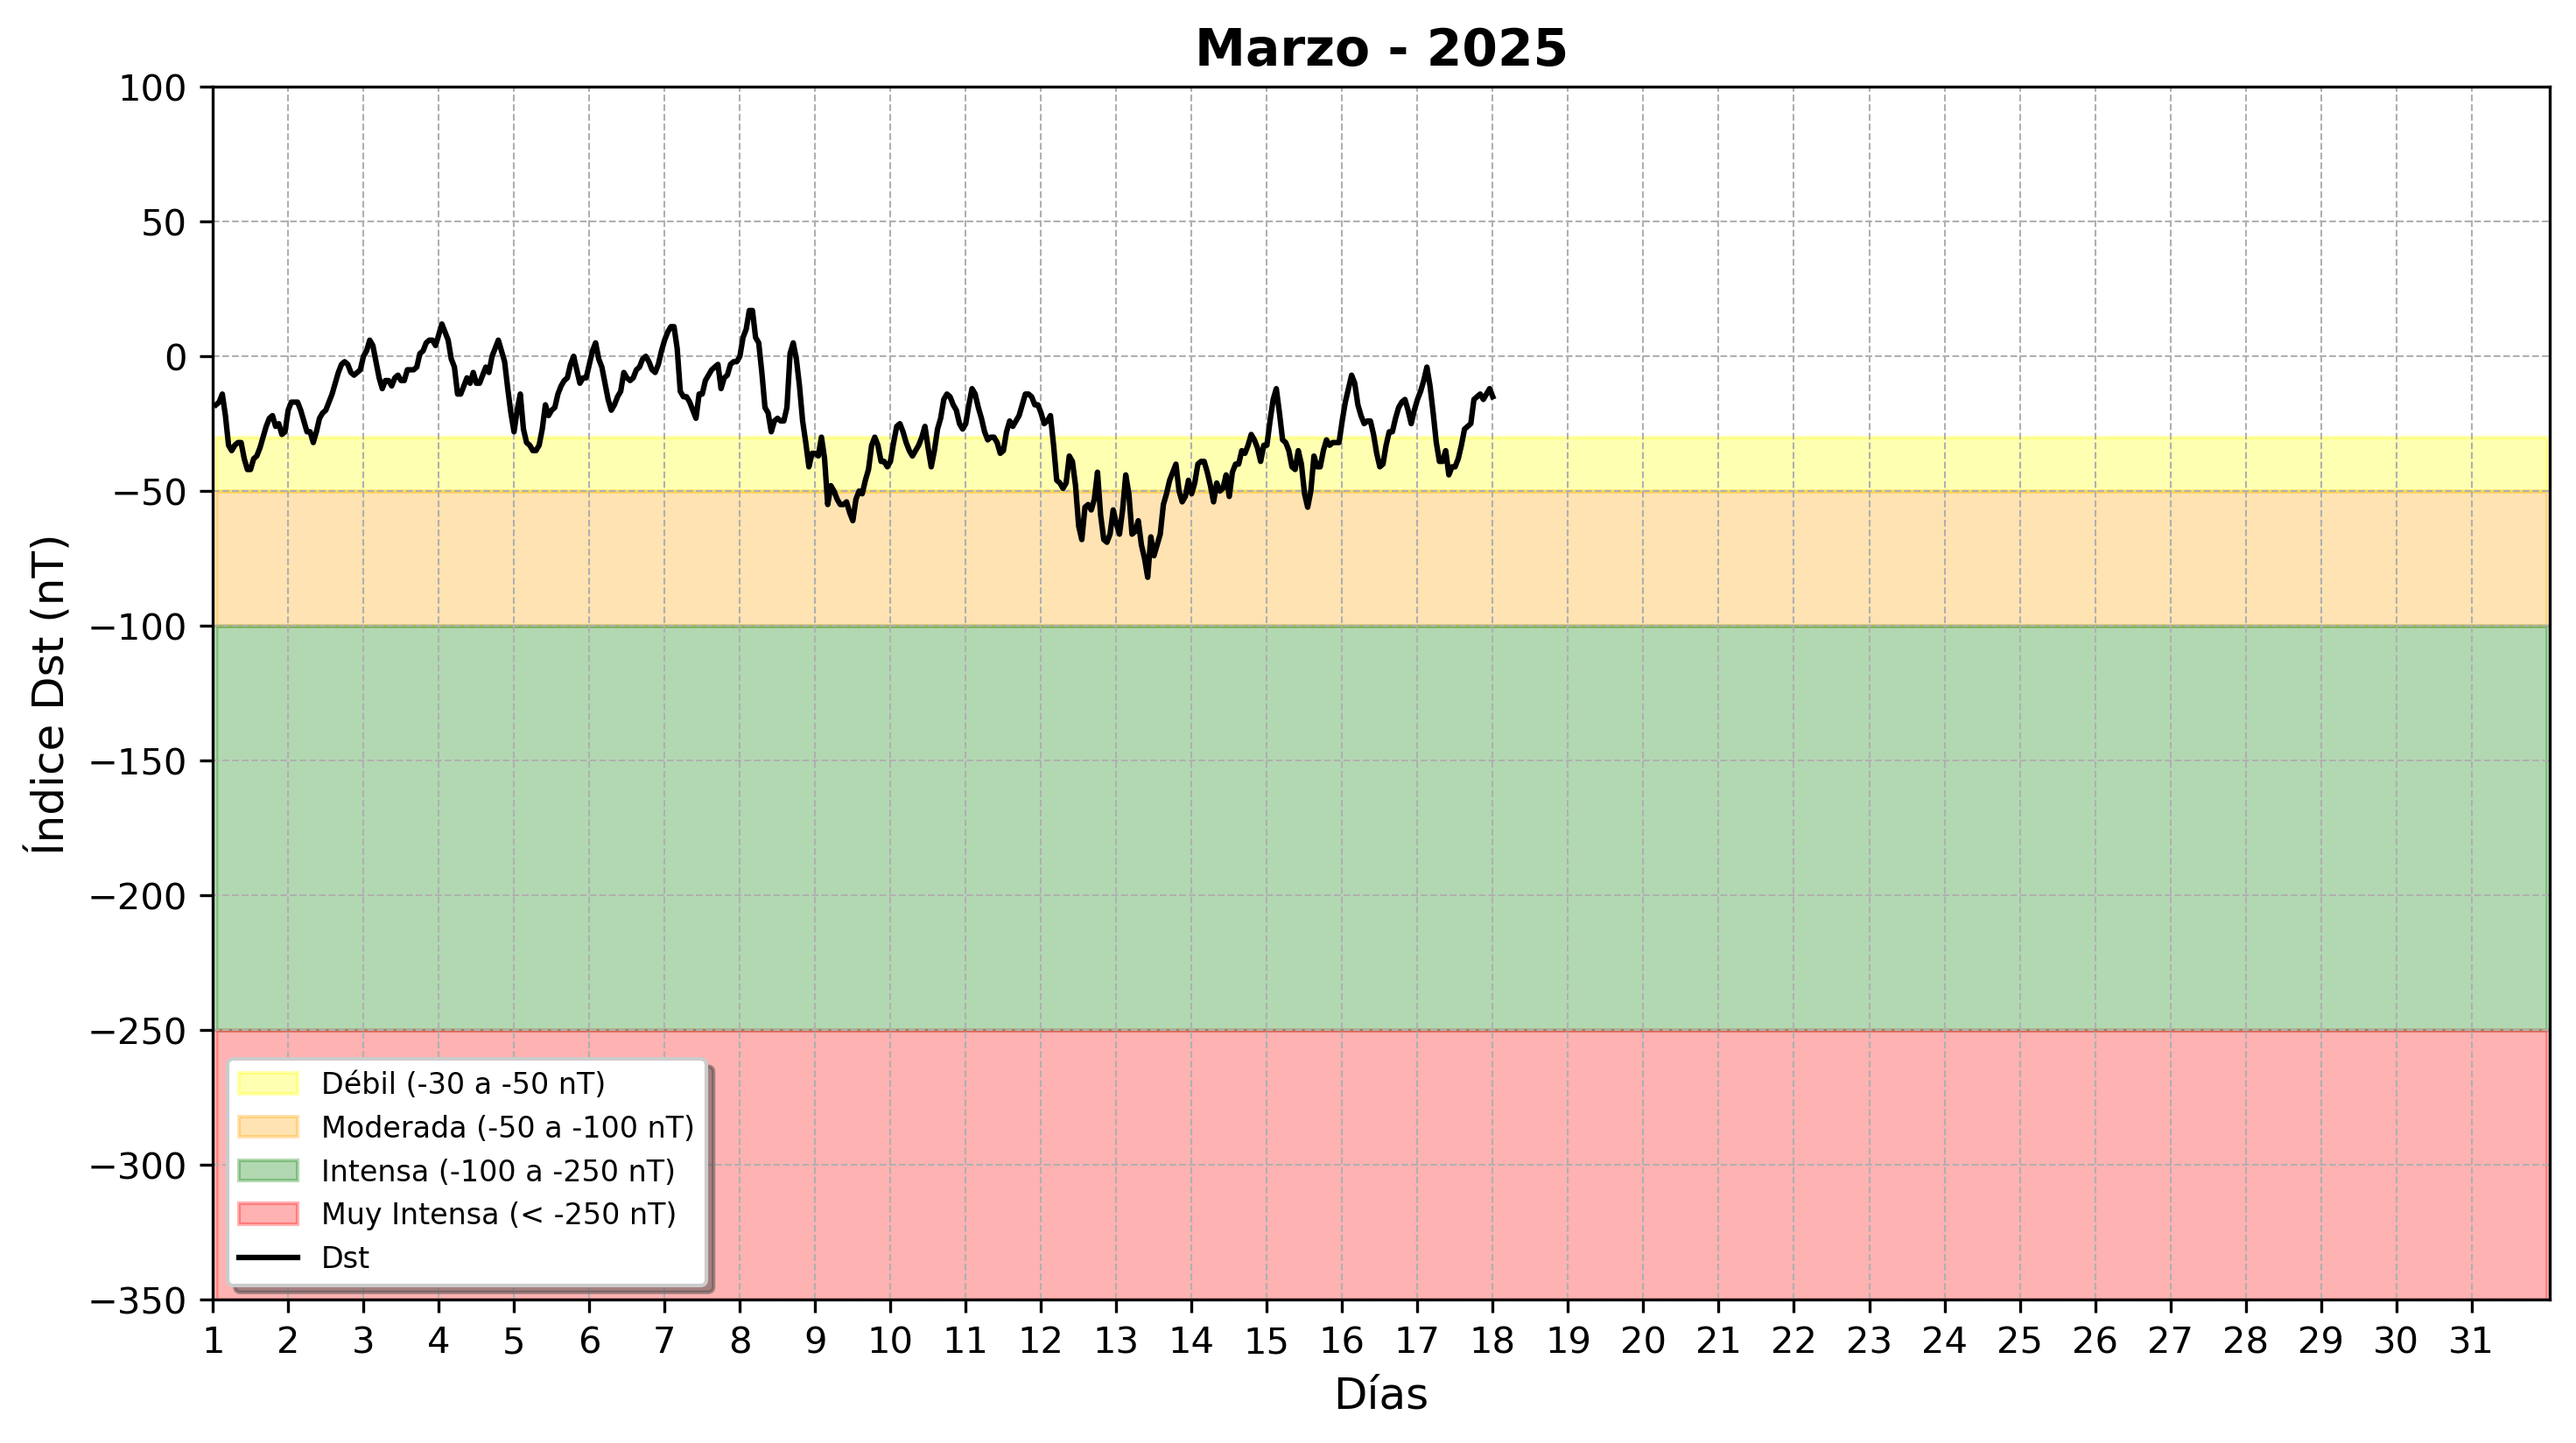 Marzo - 2025
100
50
0
−50
−100
−150
−200
−250
−300
−350
Índice Dst (nT)
Débil (-30 a -50 nT)
Moderada (-50 a -100 nT)
Intensa (-100 a -250 nT)
Muy Intensa (< -250 nT)
Dst
1 2 3 4 5 6 7 8 9 10 11 12 13 14 15 16 17 18 19 20 21 22 23 24 25 26 27 28 29 30 31
Días